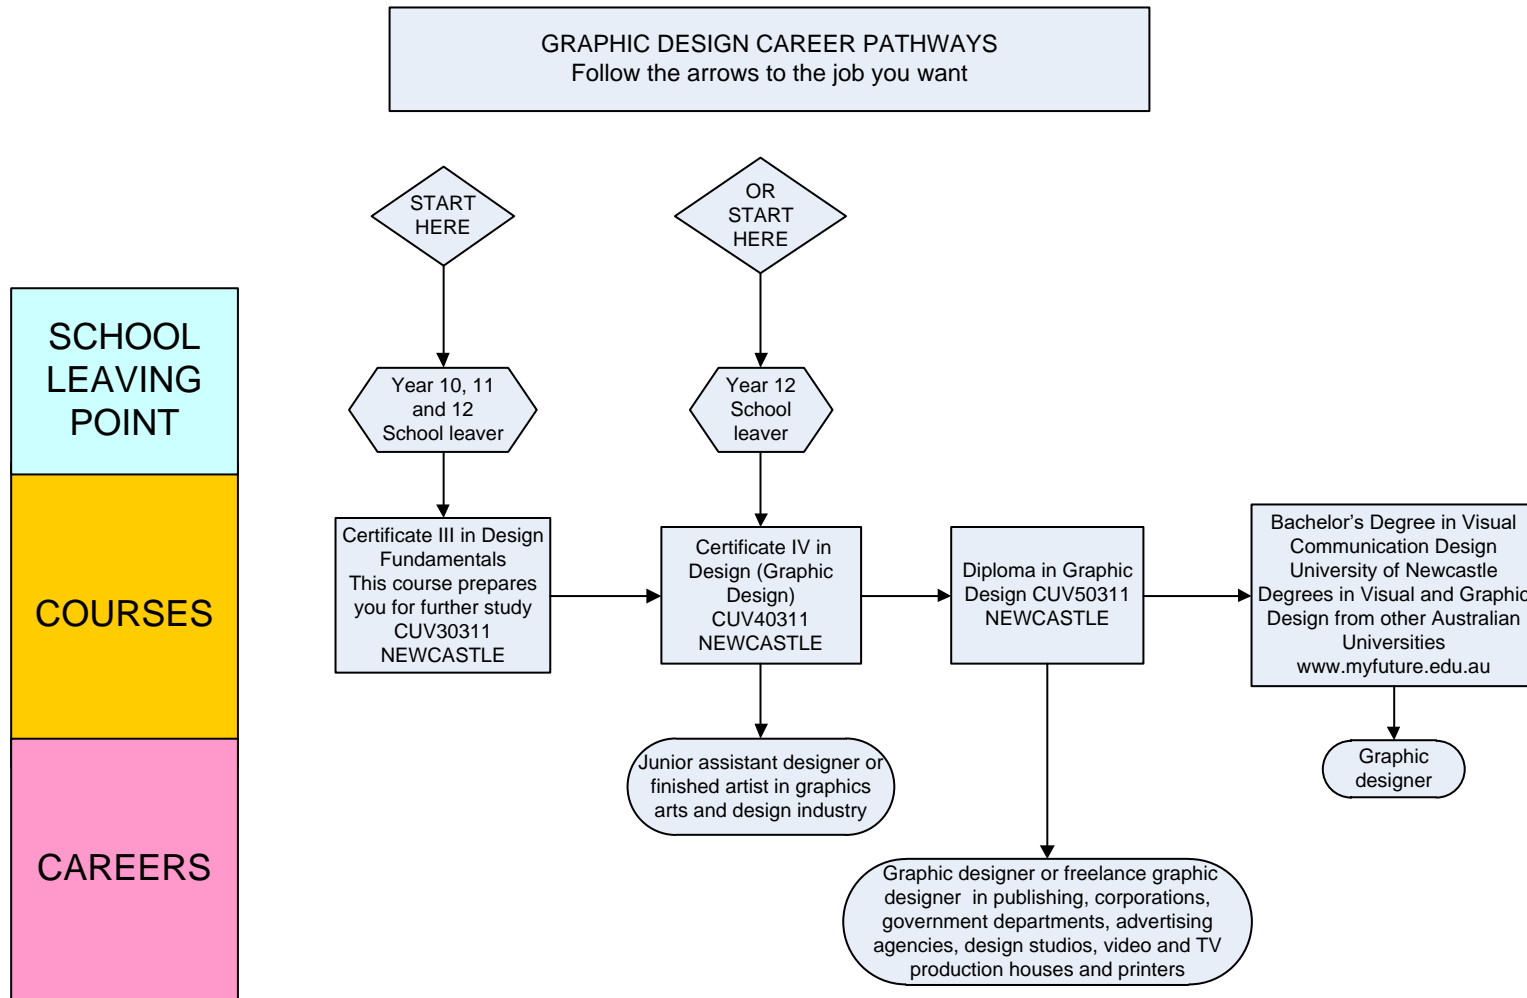 GRAPHIC DESIGN CAREER PATHWAYS
Follow the arrows to the job you want
START
HERE
OR
START
HERE
SCHOOL
LEAVING
POINT
Year 10, 11
and 12
School leaver
Year 12
School
leaver
COURSES
Certificate III in Design
Fundamentals
This course prepares
you for further study
CUV30311
NEWCASTLE
Certificate IV in
Design (Graphic
Design)
CUV40311
NEWCASTLE
Diploma in Graphic
Design CUV50311
NEWCASTLE
Bachelor's Degree in Visual
Communication Design
University of Newcastle
Degrees in Visual and Graphic
Design from other Australian
Universities
www.myfuture.edu.au
CAREERS
Junior assistant designer or
finished artist in graphics
arts and design industry
Graphic designer or freelance graphic
designer in publishing, corporations,
government departments, advertising
agencies, design studios, video and TV
production houses and printers
Graphic
designer